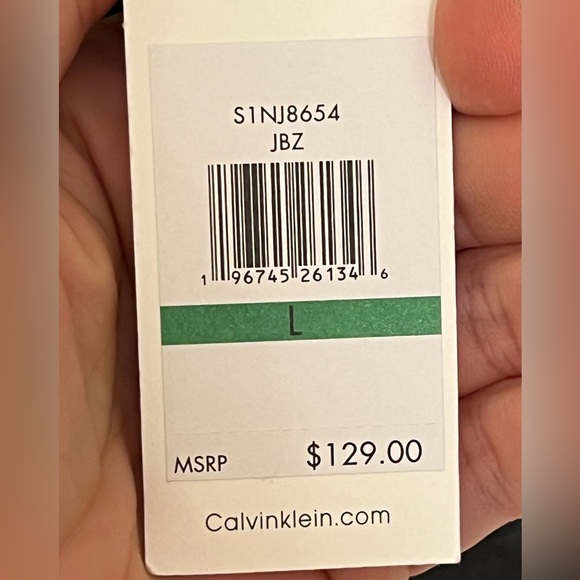 S1NJ8654
JBZ
1 96745 26134 6
L
MSRP $129.00
Calvinklein.com